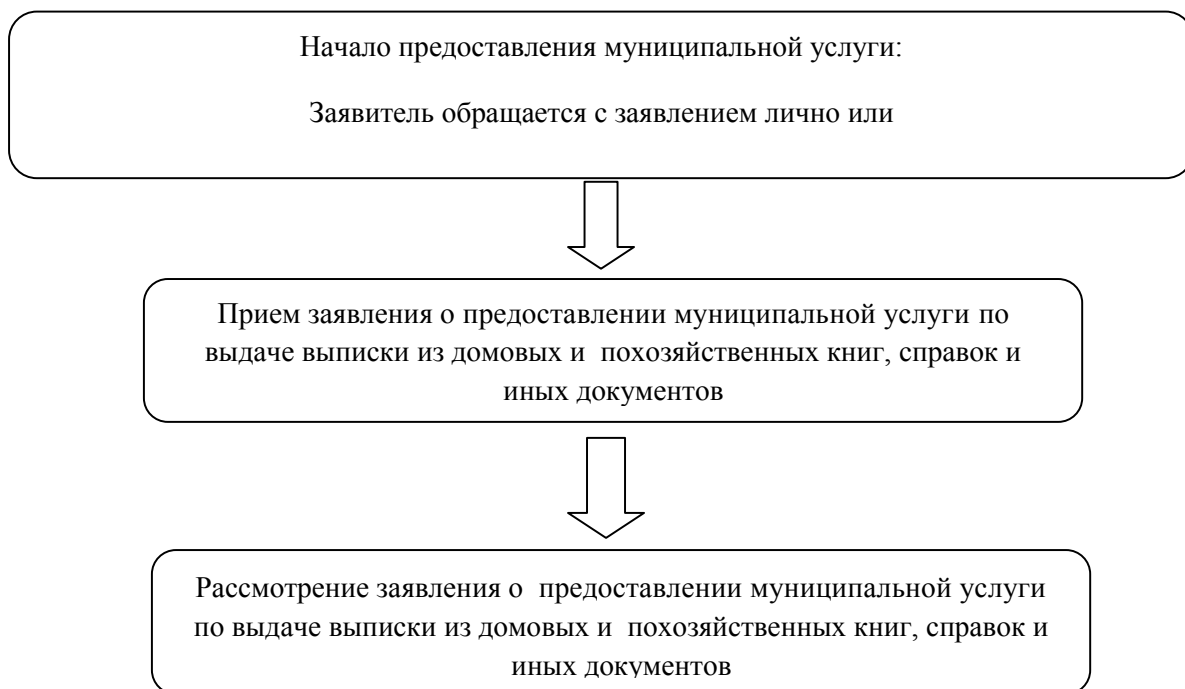 Начало предоставления муниципальной услуги:
Заявитель обращается с заявлением лично или
Прием заявления о предоставлении муниципальной услуги по
выдаче выписки из домовых и похозяйственных книг, справок и
иных документов
Рассмотрение заявления о предоставлении муниципальной услуги
по выдаче выписки из домовых и похозяйственных книг, справок и
иных документов